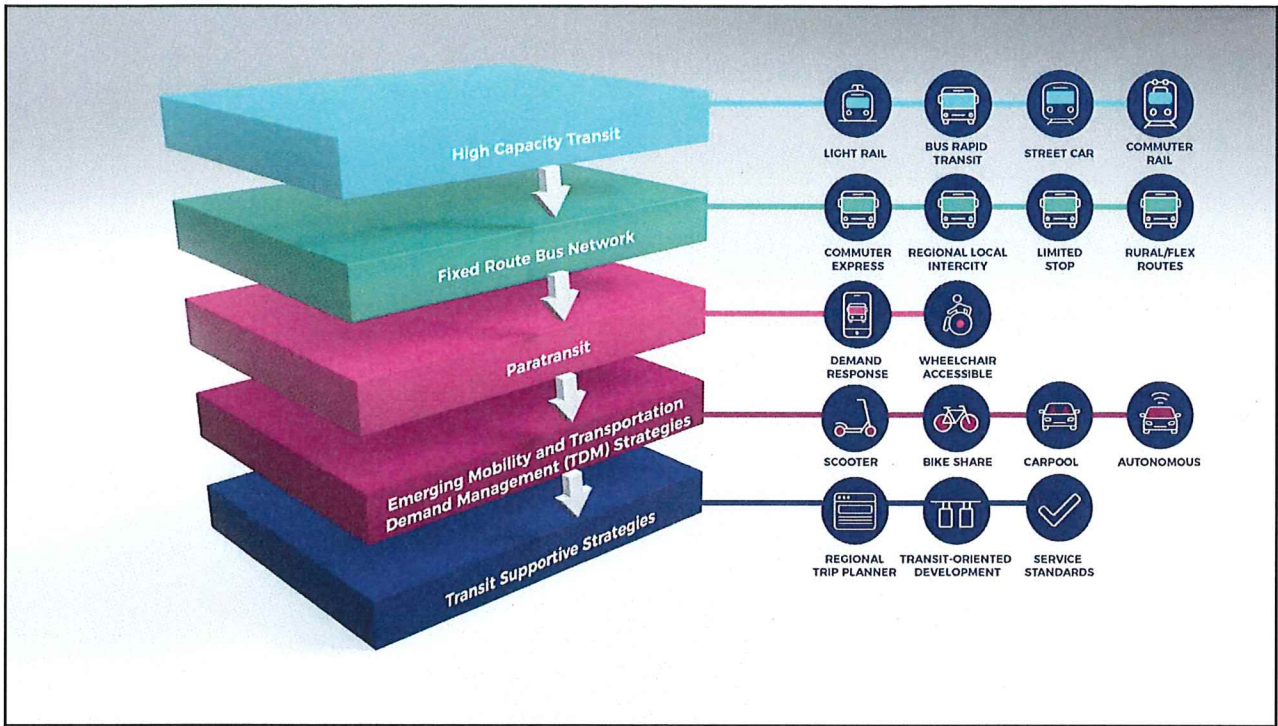 High Capacity Transit
LIGHT RAIL
BUS RAPID
TRANSIT
STREET CAR
COMMUTER
RAIL
Fixed Route Bus Network
COMMUTER
EXPRESS
REGIONAL LOCAL
INTERCITY
LIMITED
STOP
RURAL/FLEX
ROUTES
Paratransit
DEMAND
RESPONSE
WHEELCHAIR
ACCESSIBLE
Emerging Mobility and Transportation
Demand Management (TDM) Strategies
SCOOTER
BIKE SHARE
CARPOOL
AUTONOMOUS
Transit Supportive Strategies
REGIONAL
TRIP PLANNER
TRANSIT-ORIENTED
DEVELOPMENT
SERVICE
STANDARDS